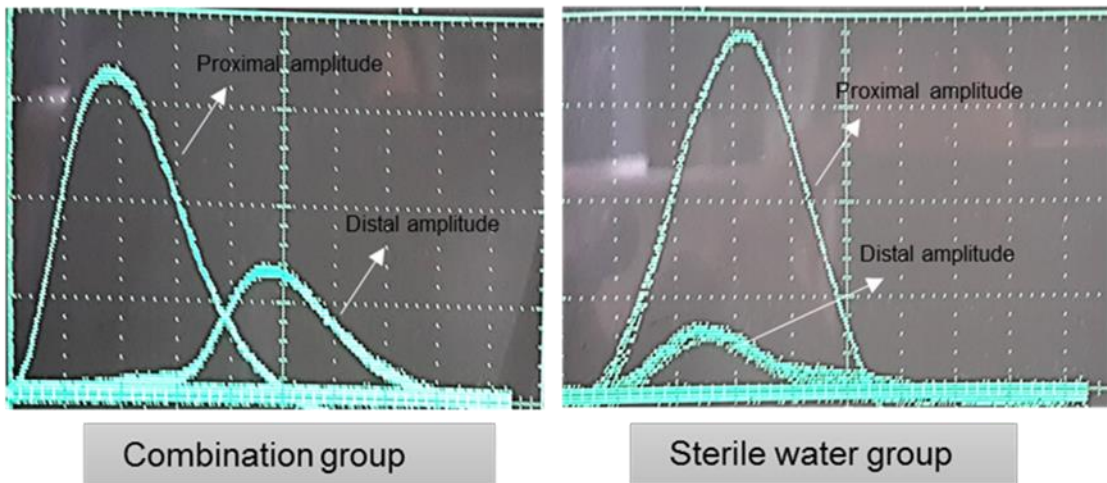 Proximal amplitude
Distal amplitude
Proximal amplitude
Distal amplitude
Combination group
Sterile water group